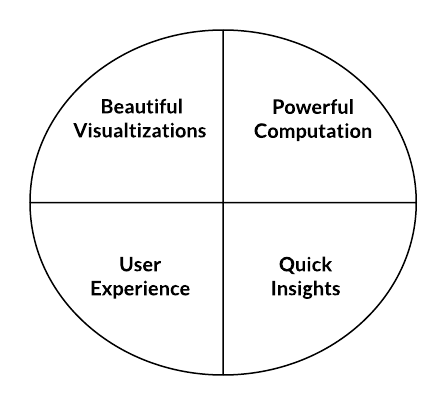 Beautiful
Visualtizations
Powerful
Computation
User
Experience
Quick
Insights